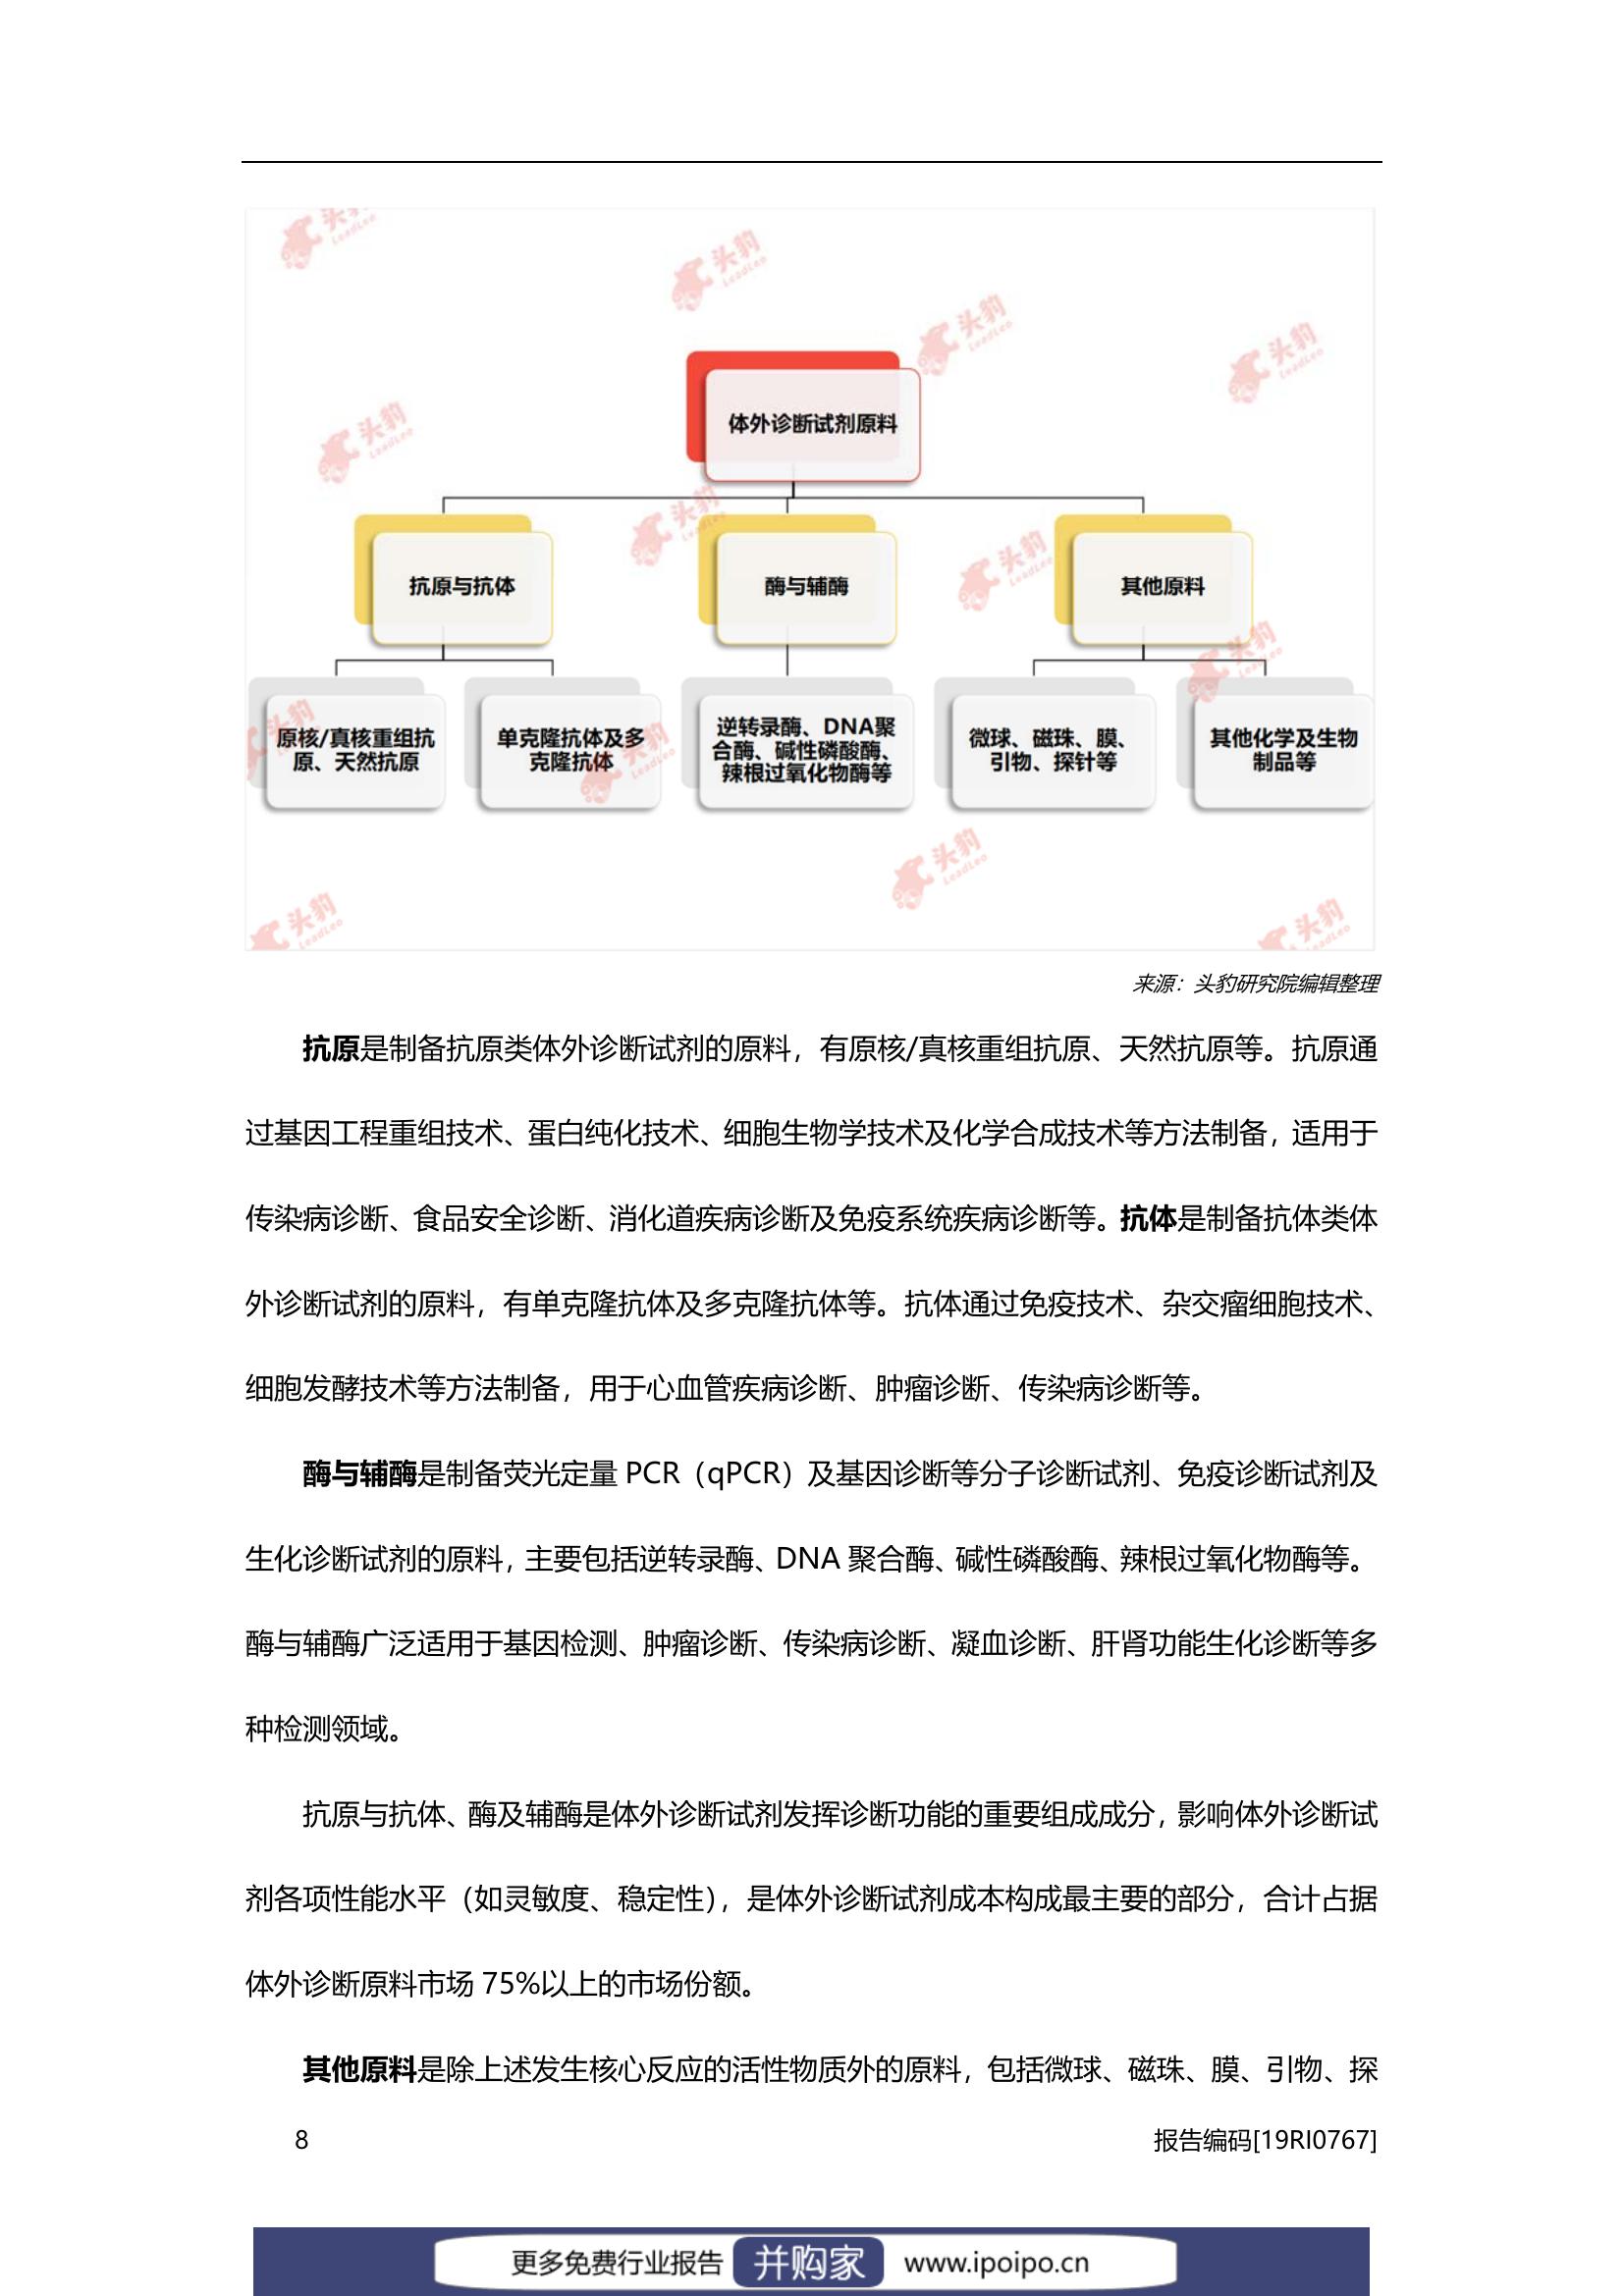 体外诊断试剂原料
抗原与抗体
酶与辅酶
其他原料
原核/真核重组抗
原、天然抗原
单克隆抗体及多
克隆抗体
逆转录酶、DNA聚
合酶、碱性磷酸酶、
辣根过氧化物酶等
微球、磁珠、膜、
引物、探针等
其他化学及生物
制品等
头豹
LeadLeo
来源：头豹研究院编辑整理
抗原是制备抗原类体外诊断试剂的原料，有原核/真核重组抗原、天然抗原等。抗原通
过基因工程重组技术、蛋白纯化技术、细胞生物学技术及化学合成技术等方法制备，适用于
传染病诊断、食品安全诊断、消化道疾病诊断及免疫系统疾病诊断等。抗体是制备抗体类体
外诊断试剂的原料，有单克隆抗体及多克隆抗体等。抗体通过免疫技术、杂交瘤细胞技术、
细胞发酵技术等方法制备，用于心血管疾病诊断、肿瘤诊断、传染病诊断等。
酶与辅酶是制备荧光定量 PCR（qPCR）及基因诊断等分子诊断试剂、免疫诊断试剂及
生化诊断试剂的原料，主要包括逆转录酶、DNA 聚合酶、碱性磷酸酶、辣根过氧化物酶等。
酶与辅酶广泛适用于基因检测、肿瘤诊断、传染病诊断、凝血诊断、肝肾功能生化诊断等多
种检测领域。
抗原与抗体、酶及辅酶是体外诊断试剂发挥诊断功能的重要组成成分，影响体外诊断试
剂各项性能水平（如灵敏度、稳定性），是体外诊断试剂成本构成最主要的部分，合计占据
体外诊断原料市场 75%以上的市场份额。
其他原料是除上述发生核心反应的活性物质外的原料，包括微球、磁珠、膜、引物、探
8
报告编码[19RI0767]
更多免费行业报告 并购家 www.ipoipo.cn